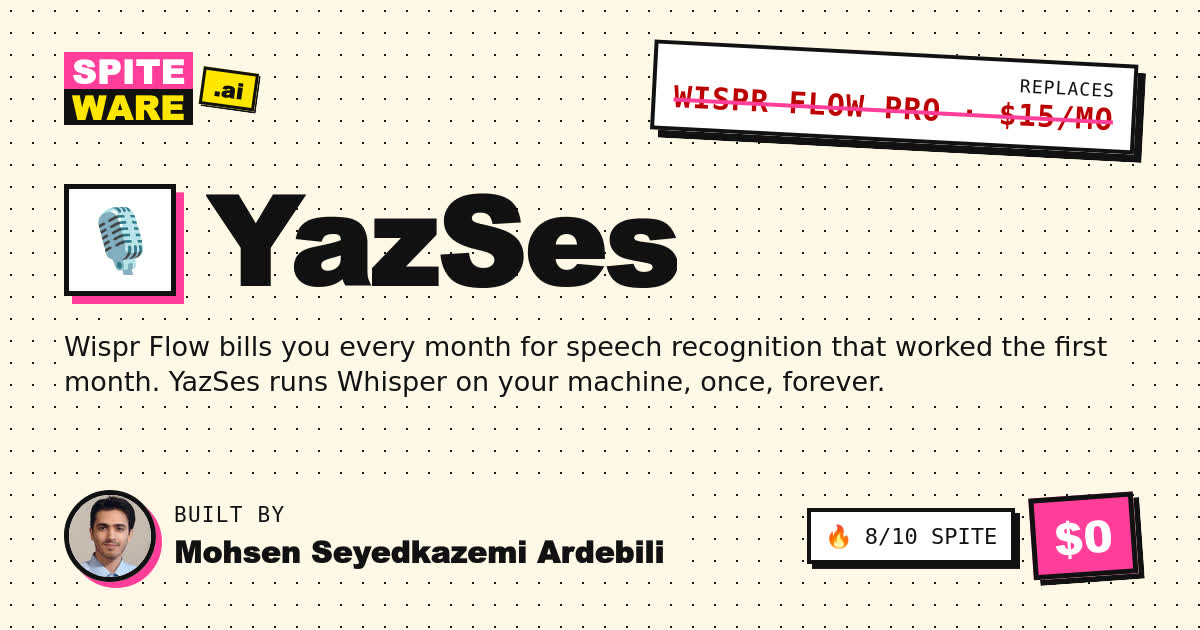 SPITE
WARE
.ai
REPLACES
WISPR FLOW PRO · $15/MO
YazSes
Wispr Flow bills you every month for speech recognition that worked the first
month. YazSes runs Whisper on your machine, once, forever.
BUILT BY
Mohsen Seyedkazemi Ardebili
🔥 8/10 SPITE
$0